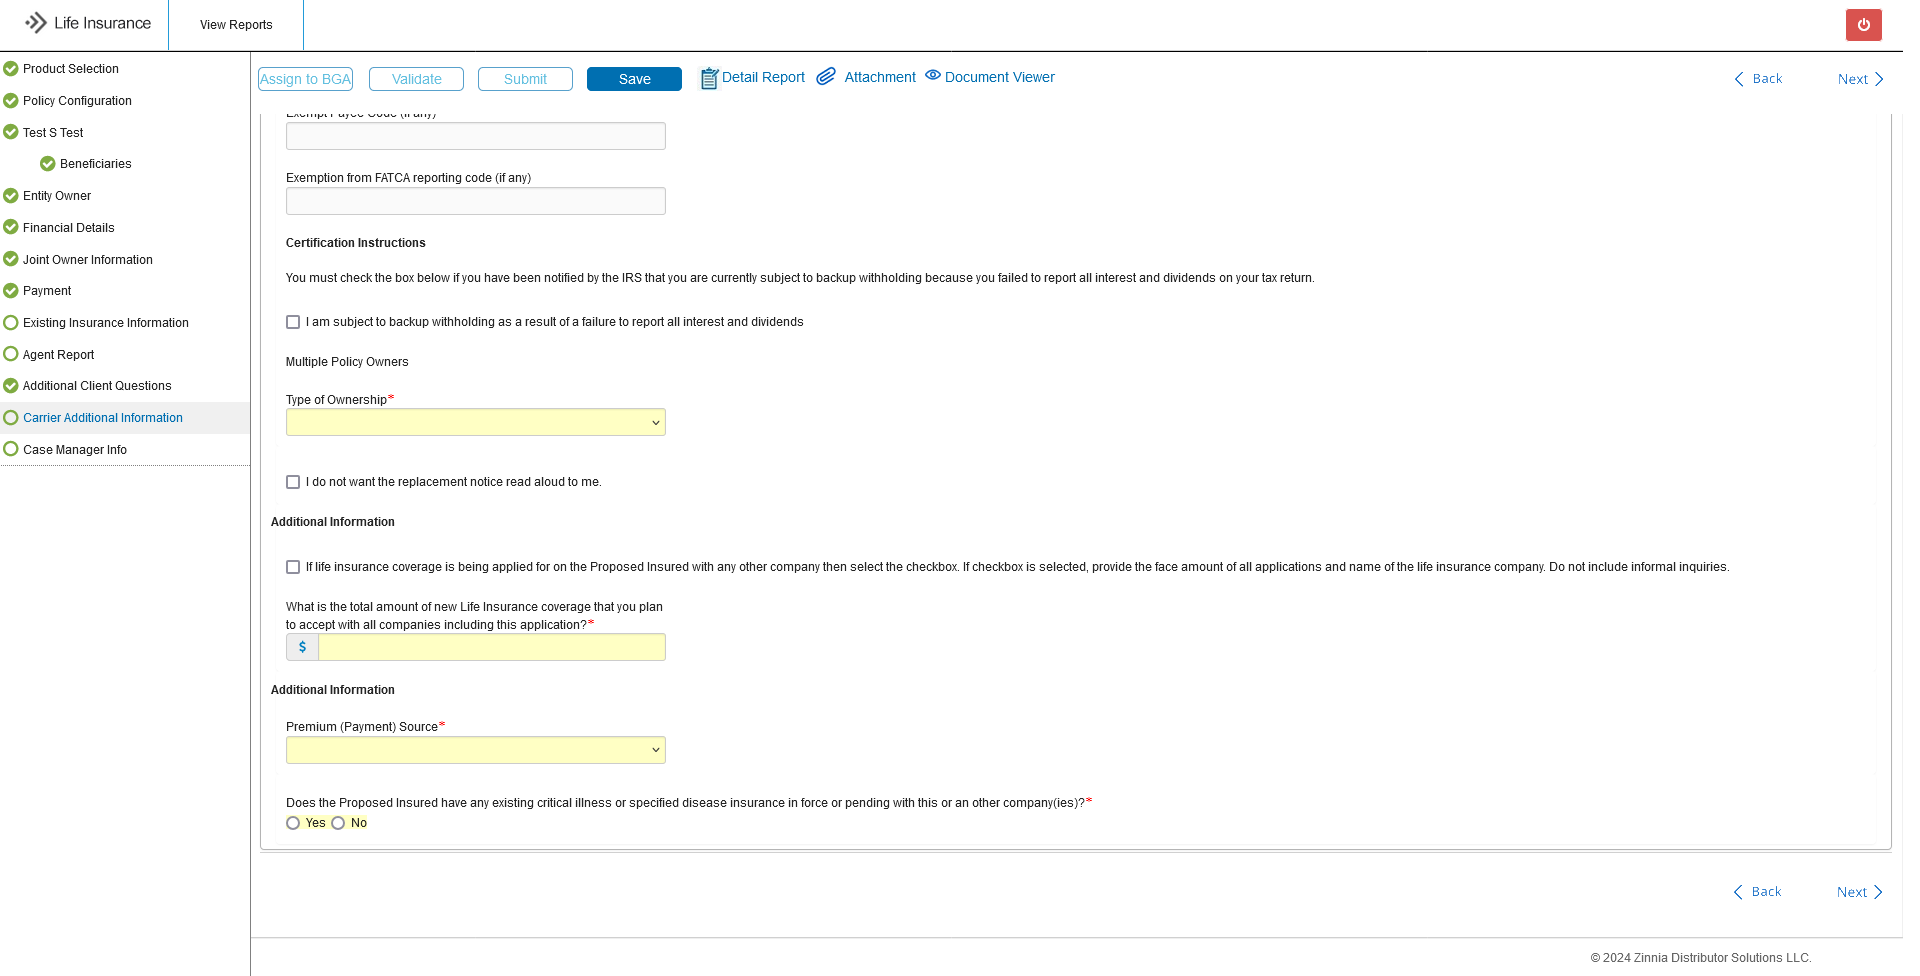 Life Insurance
View Reports
Product Selection
Policy Configuration
Test S Test
Beneficiaries
Entity Owner
Financial Details
Joint Owner Information
Payment
Existing Insurance Information
Agent Report
Additional Client Questions
Carrier Additional Information
Case Manager Info
Assign to BGA
Validate
Submit
Save
Detail Report
Attachment
Document Viewer
Back
Next
Exempt Payee Code (if any)
Exemption from FATCA reporting code (if any)
Certification Instructions
You must check the box below if you have been notified by the IRS that you are currently subject to backup withholding because you failed to report all interest and dividends on your tax return.
I am subject to backup withholding as a result of a failure to report all interest and dividends
Multiple Policy Owners
Type of Ownership*
I do not want the replacement notice read aloud to me.
Additional Information
If life insurance coverage is being applied for on the Proposed Insured with any other company then select the checkbox. If checkbox is selected, provide the face amount of all applications and name of the life insurance company. Do not include informal inquiries.
What is the total amount of new Life Insurance coverage that you plan
to accept with all companies including this application?*
$
Additional Information
Premium (Payment) Source*
Does the Proposed Insured have any existing critical illness or specified disease insurance in force or pending with this or an other company(ies)?*
Yes No
Back
Next
© 2024 Zinnia Distributor Solutions LLC.